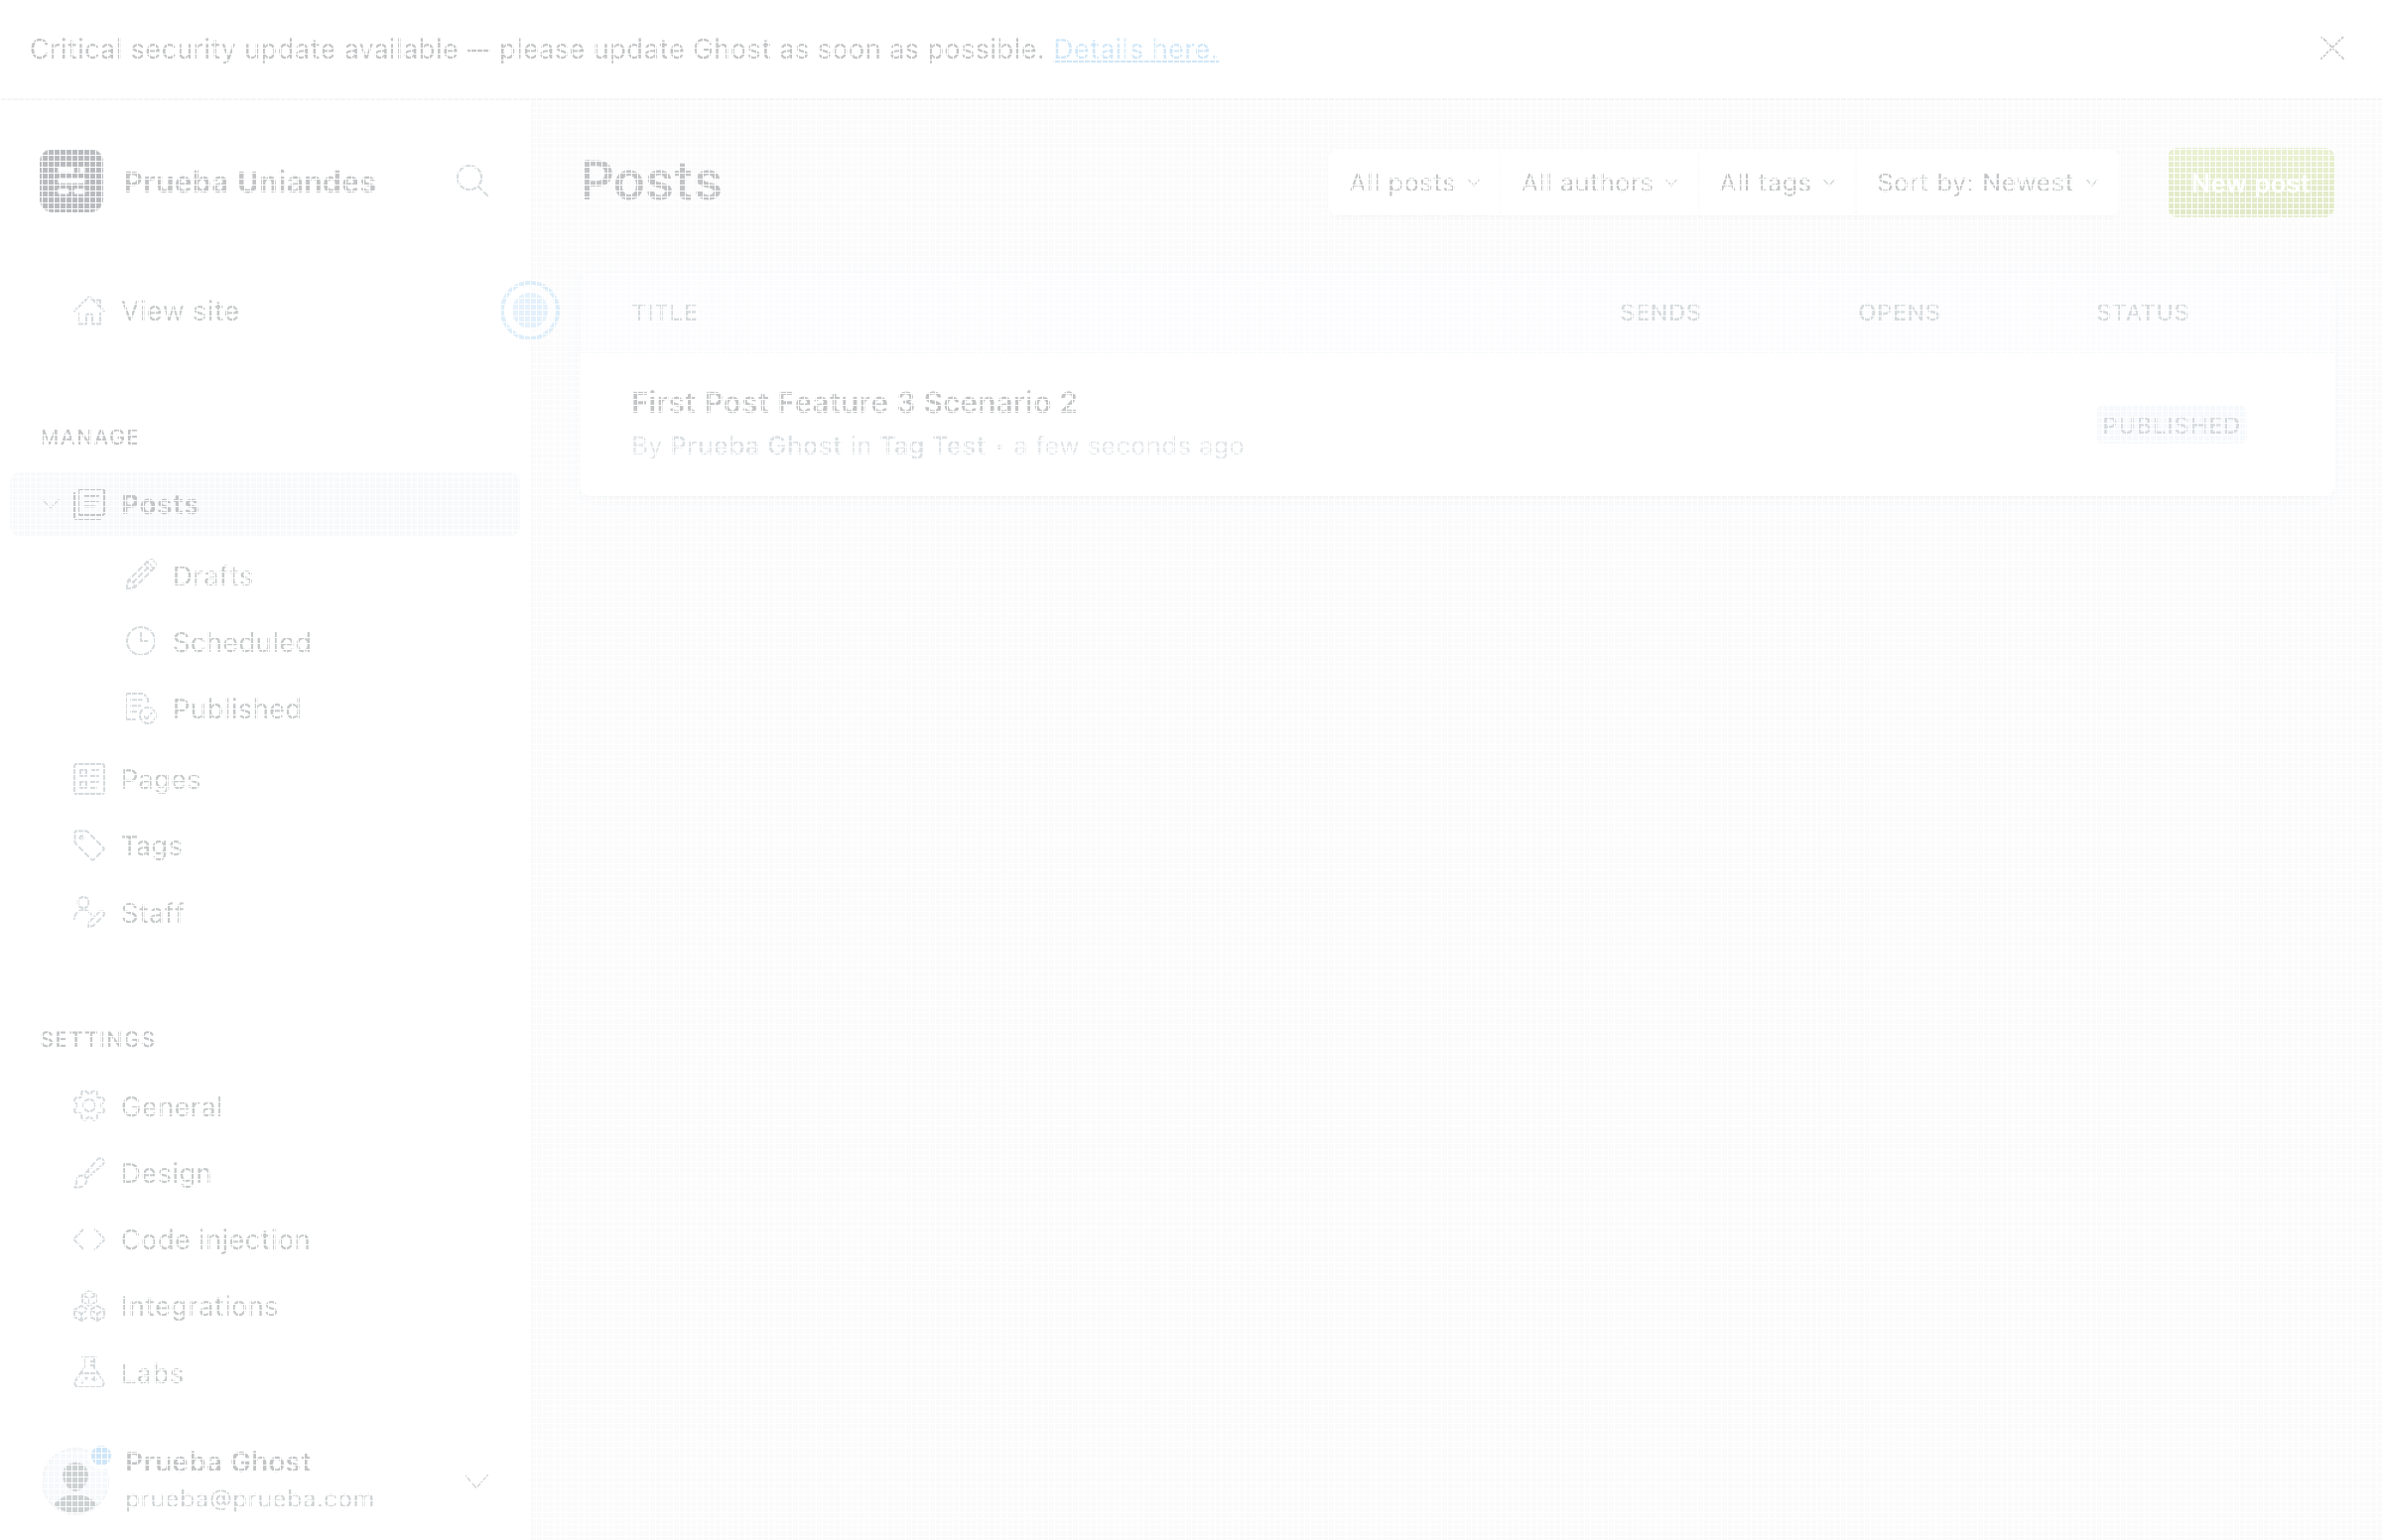 Critical security update available — please update Ghost as soon as possible. Details here.
Prueba Uniandes
Posts
All posts
All authors
All tags
Sort by: Newest
New post
View site
TITLE
SENDS
OPENS
STATUS
First Post Feature 3 Scenario 2
By Prueba Ghost in Tag Test • a few seconds ago
PUBLISHED
MANAGE
Posts
Drafts
Scheduled
Published
Pages
Tags
Staff
SETTINGS
General
Design
Code injection
Integrations
Labs
Prueba Ghost
prueba@prueba.com